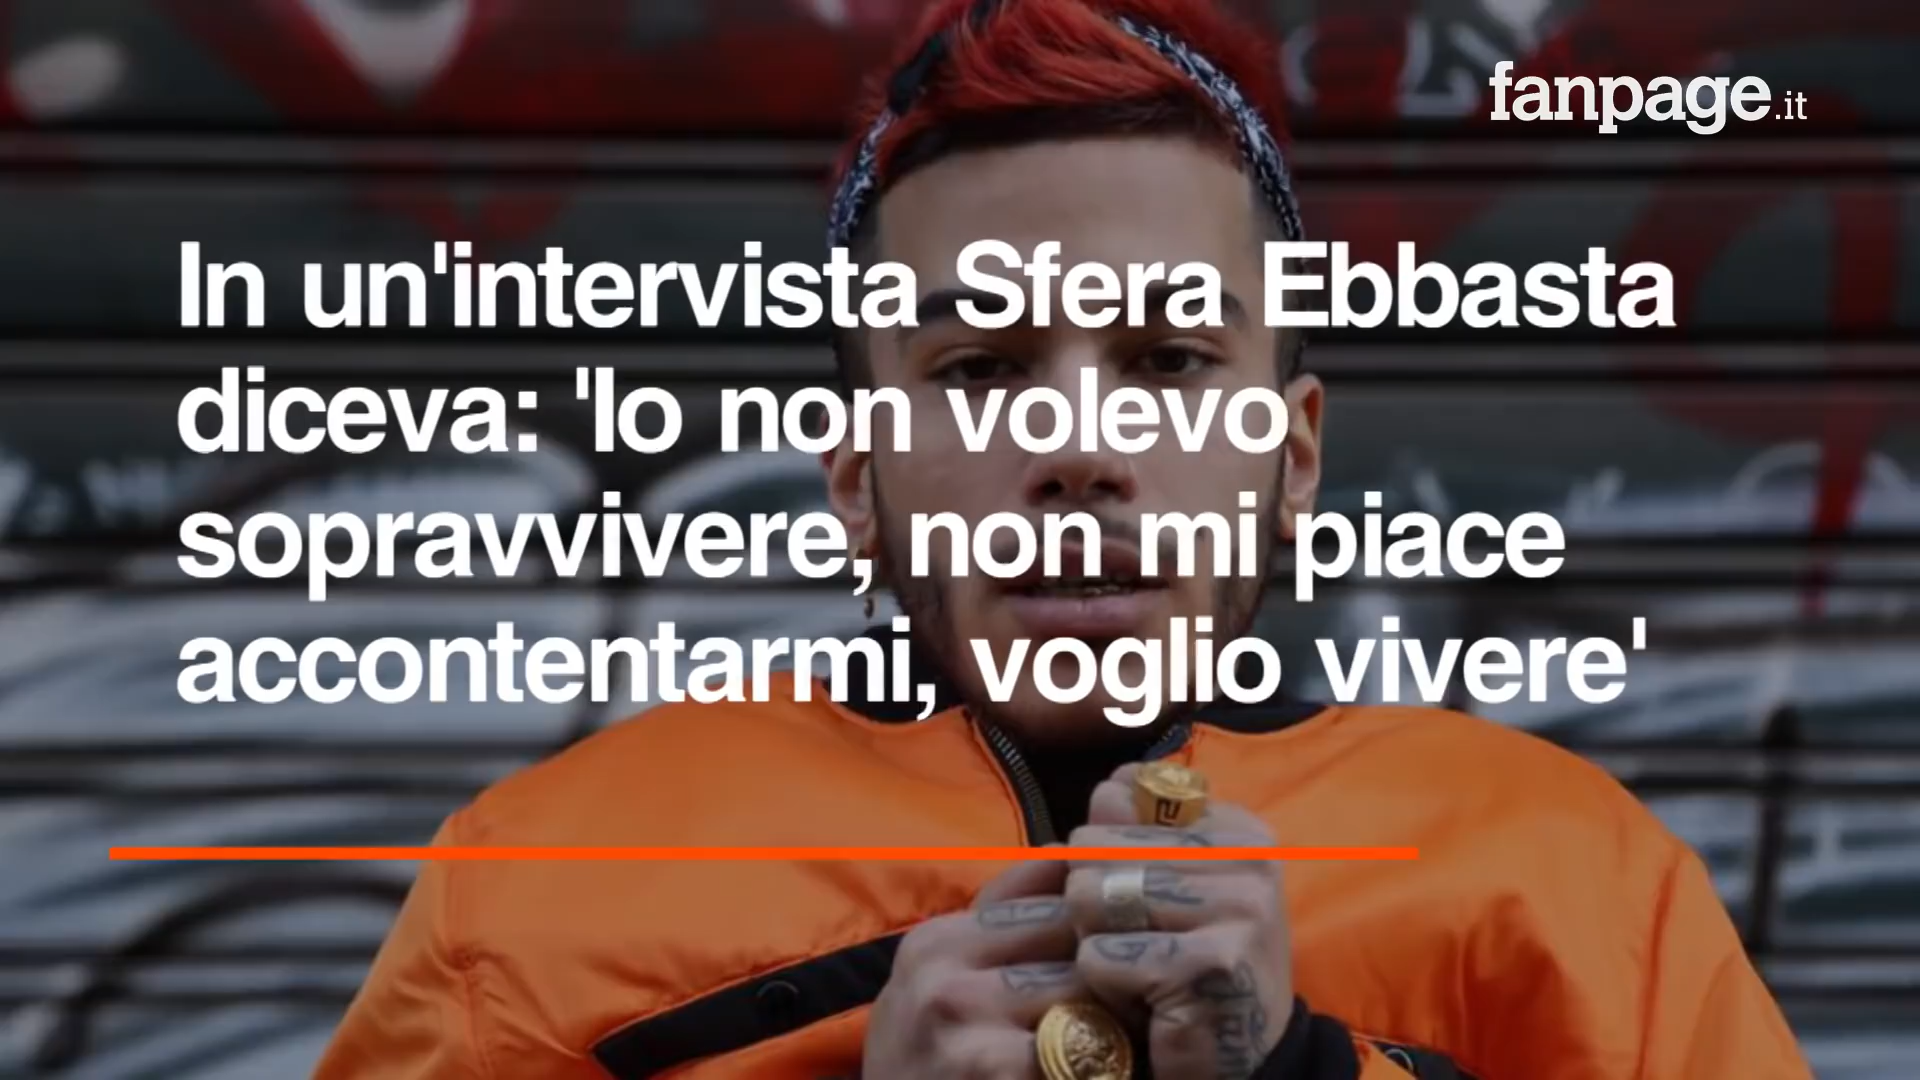 fanpage.it
In un'intervista Sfera Ebbasta
diceva: 'Io non volevo
sopravvivere, non mi piace
accontentarmi, voglio vivere'